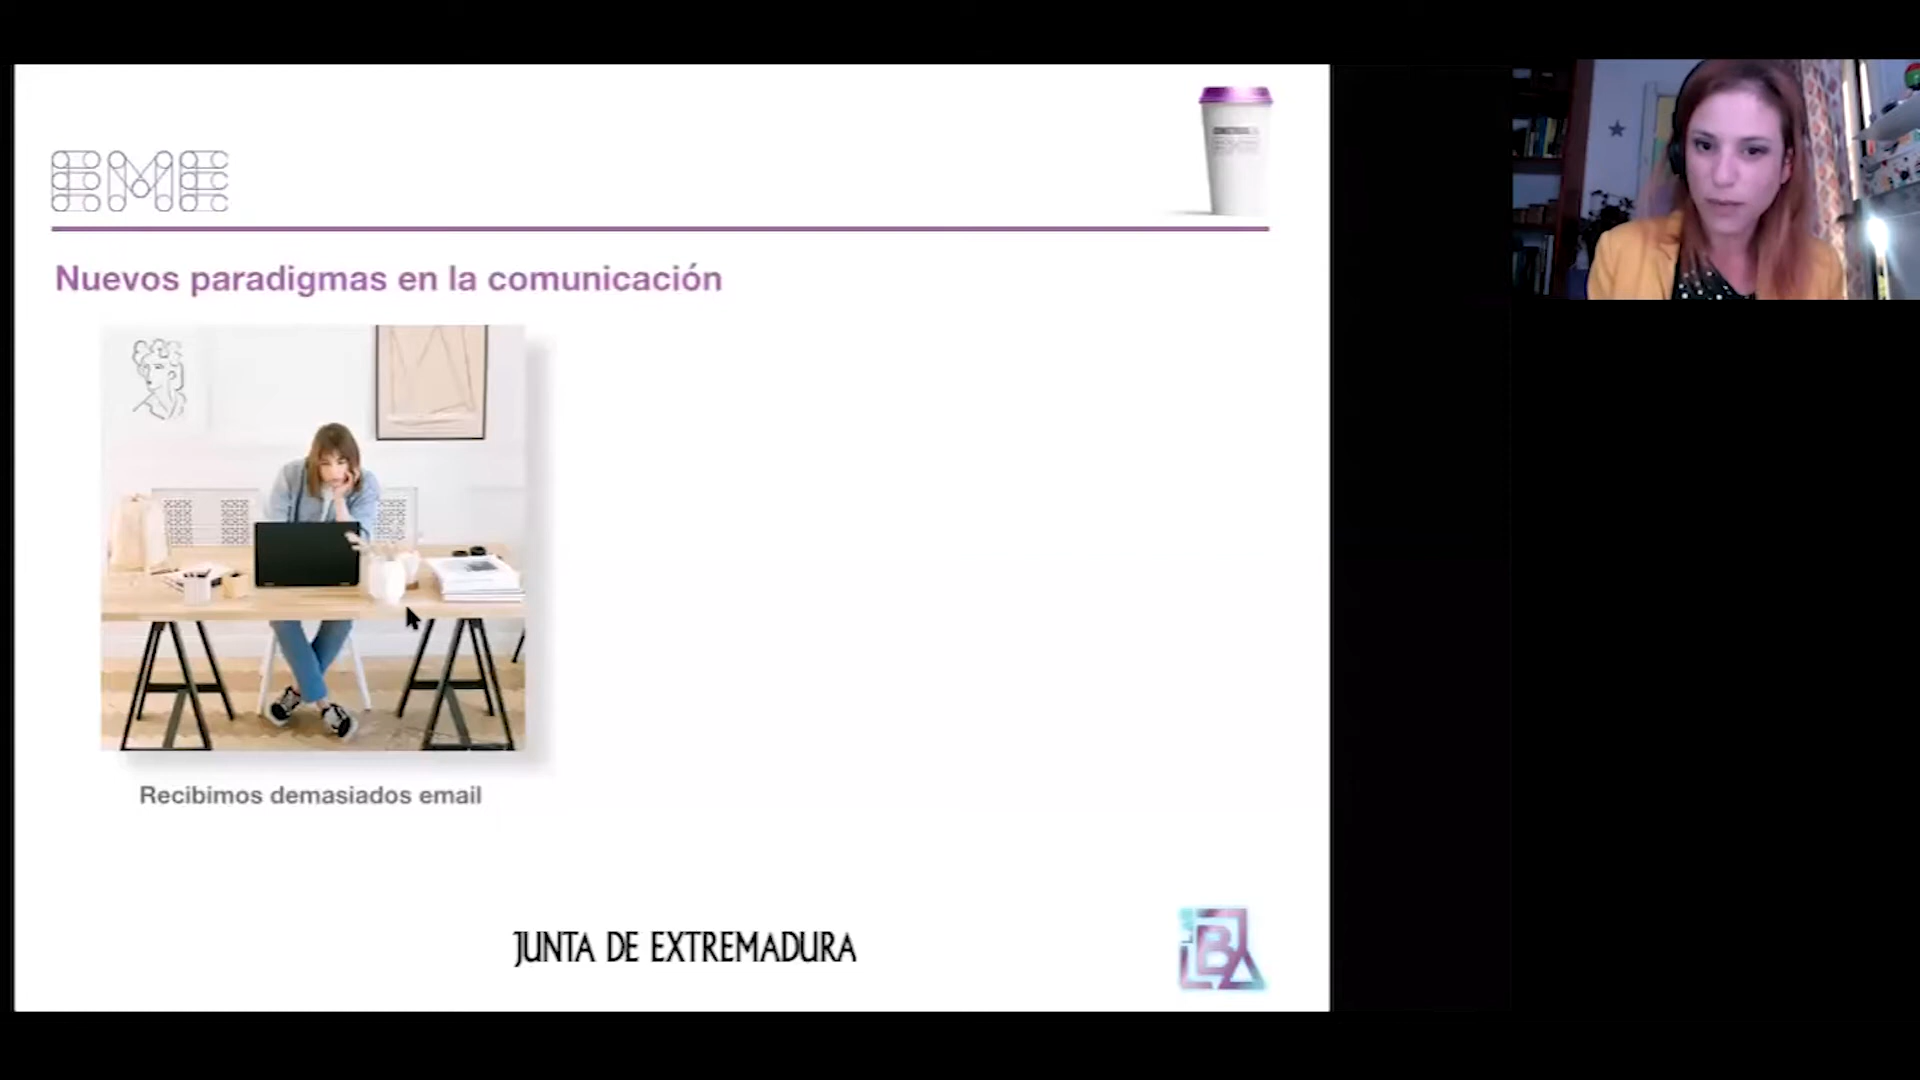 EME
Nuevos paradigmas en la comunicación
Recibimos demasiados email
JUNTA DE EXTREMADURA